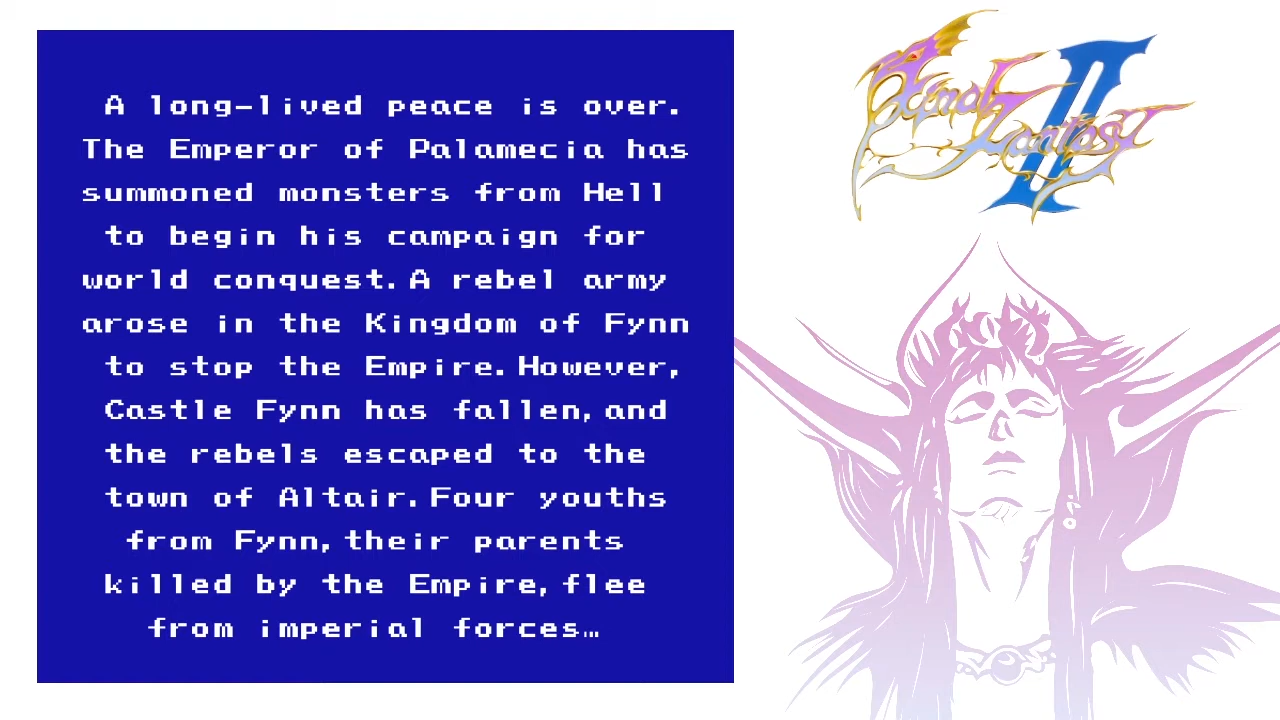 A long-lived peace is over.
The Emperor of Palamecia has
summoned monsters from Hell
to begin his campaign for
world conquest. A rebel army
arose in the Kingdom of Fynn
to stop the Empire. However,
Castle Fynn has fallen, and
the rebels escaped to the
town of Altair. Four youths
from Fynn, their parents
killed by the Empire, flee
from imperial forces…
Final
Fantasy
II